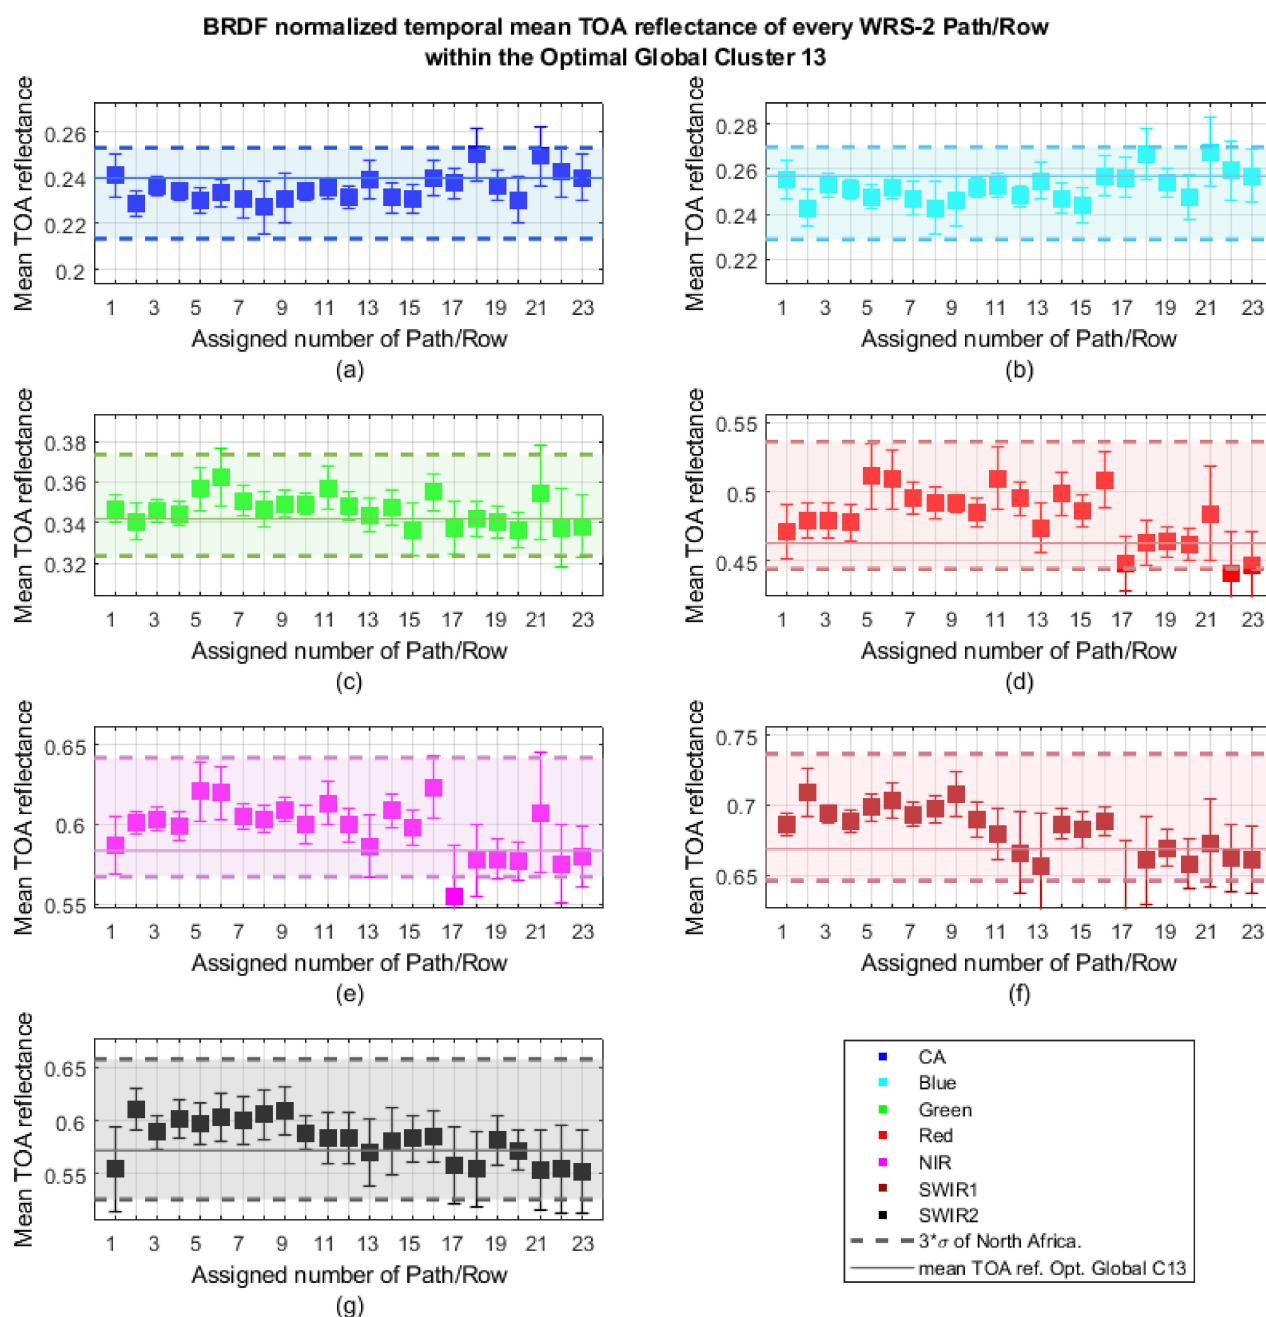 BRDF normalized temporal mean TOA reflectance of every WRS-2 Path/Row
within the Optimal Global Cluster 13
Mean TOA reflectance
0.26
0.24
0.22
0.2
1 3 5 7 9 11 13 15 17 19 21 23
Assigned number of Path/Row
(a)
Mean TOA reflectance
0.28
0.26
0.24
0.22
1 3 5 7 9 11 13 15 17 19 21 23
Assigned number of Path/Row
(b)
Mean TOA reflectance
0.38
0.36
0.34
0.32
1 3 5 7 9 11 13 15 17 19 21 23
Assigned number of Path/Row
(c)
Mean TOA reflectance
0.55
0.5
0.45
1 3 5 7 9 11 13 15 17 19 21 23
Assigned number of Path/Row
(d)
Mean TOA reflectance
0.65
0.6
0.55
1 3 5 7 9 11 13 15 17 19 21 23
Assigned number of Path/Row
(e)
Mean TOA reflectance
0.75
0.7
0.65
1 3 5 7 9 11 13 15 17 19 21 23
Assigned number of Path/Row
(f)
Mean TOA reflectance
0.65
0.6
0.55
1 3 5 7 9 11 13 15 17 19 21 23
Assigned number of Path/Row
(g)
CA
Blue
Green
Red
NIR
SWIR1
SWIR2
3*σ of North Africa.
mean TOA ref. Opt. Global C13